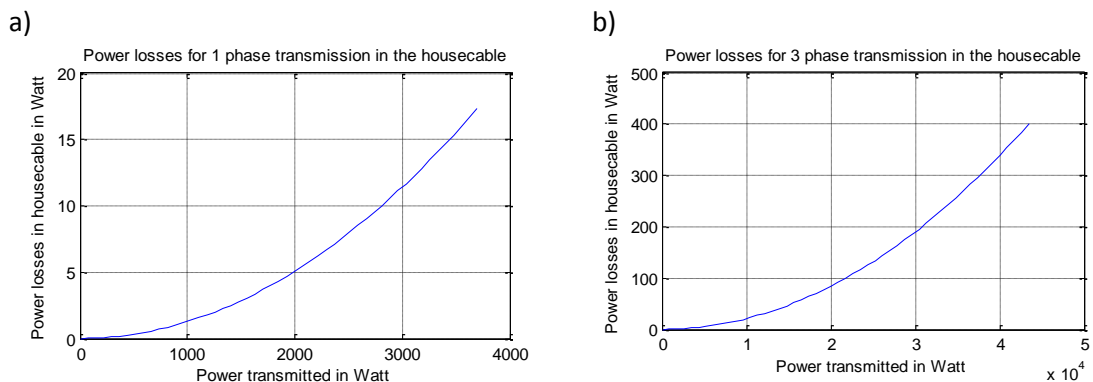 a)
Power losses for 1 phase transmission in the housecable
Power losses in housecable in Watt
20
15
10
5
0
0 1000 2000 3000 4000
Power transmitted in Watt
b)
Power losses for 3 phase transmission in the housecable
Power losses in housecable in Watt
500
400
300
200
100
0
0 1 2 3 4 5
Power transmitted in Watt
x 10⁴